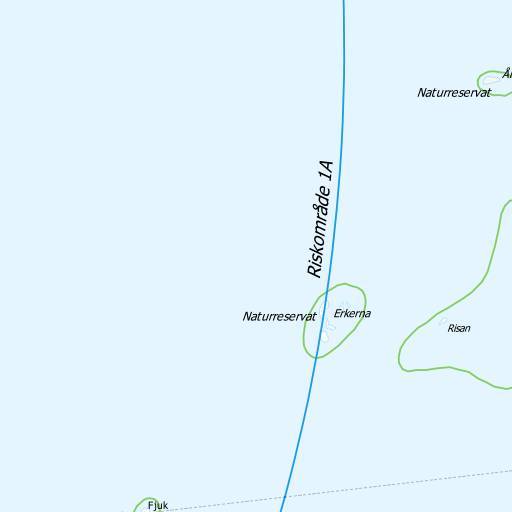 Naturreservat
Riskområde 1A
Naturreservat
Erkerna
Risan
Fjuk